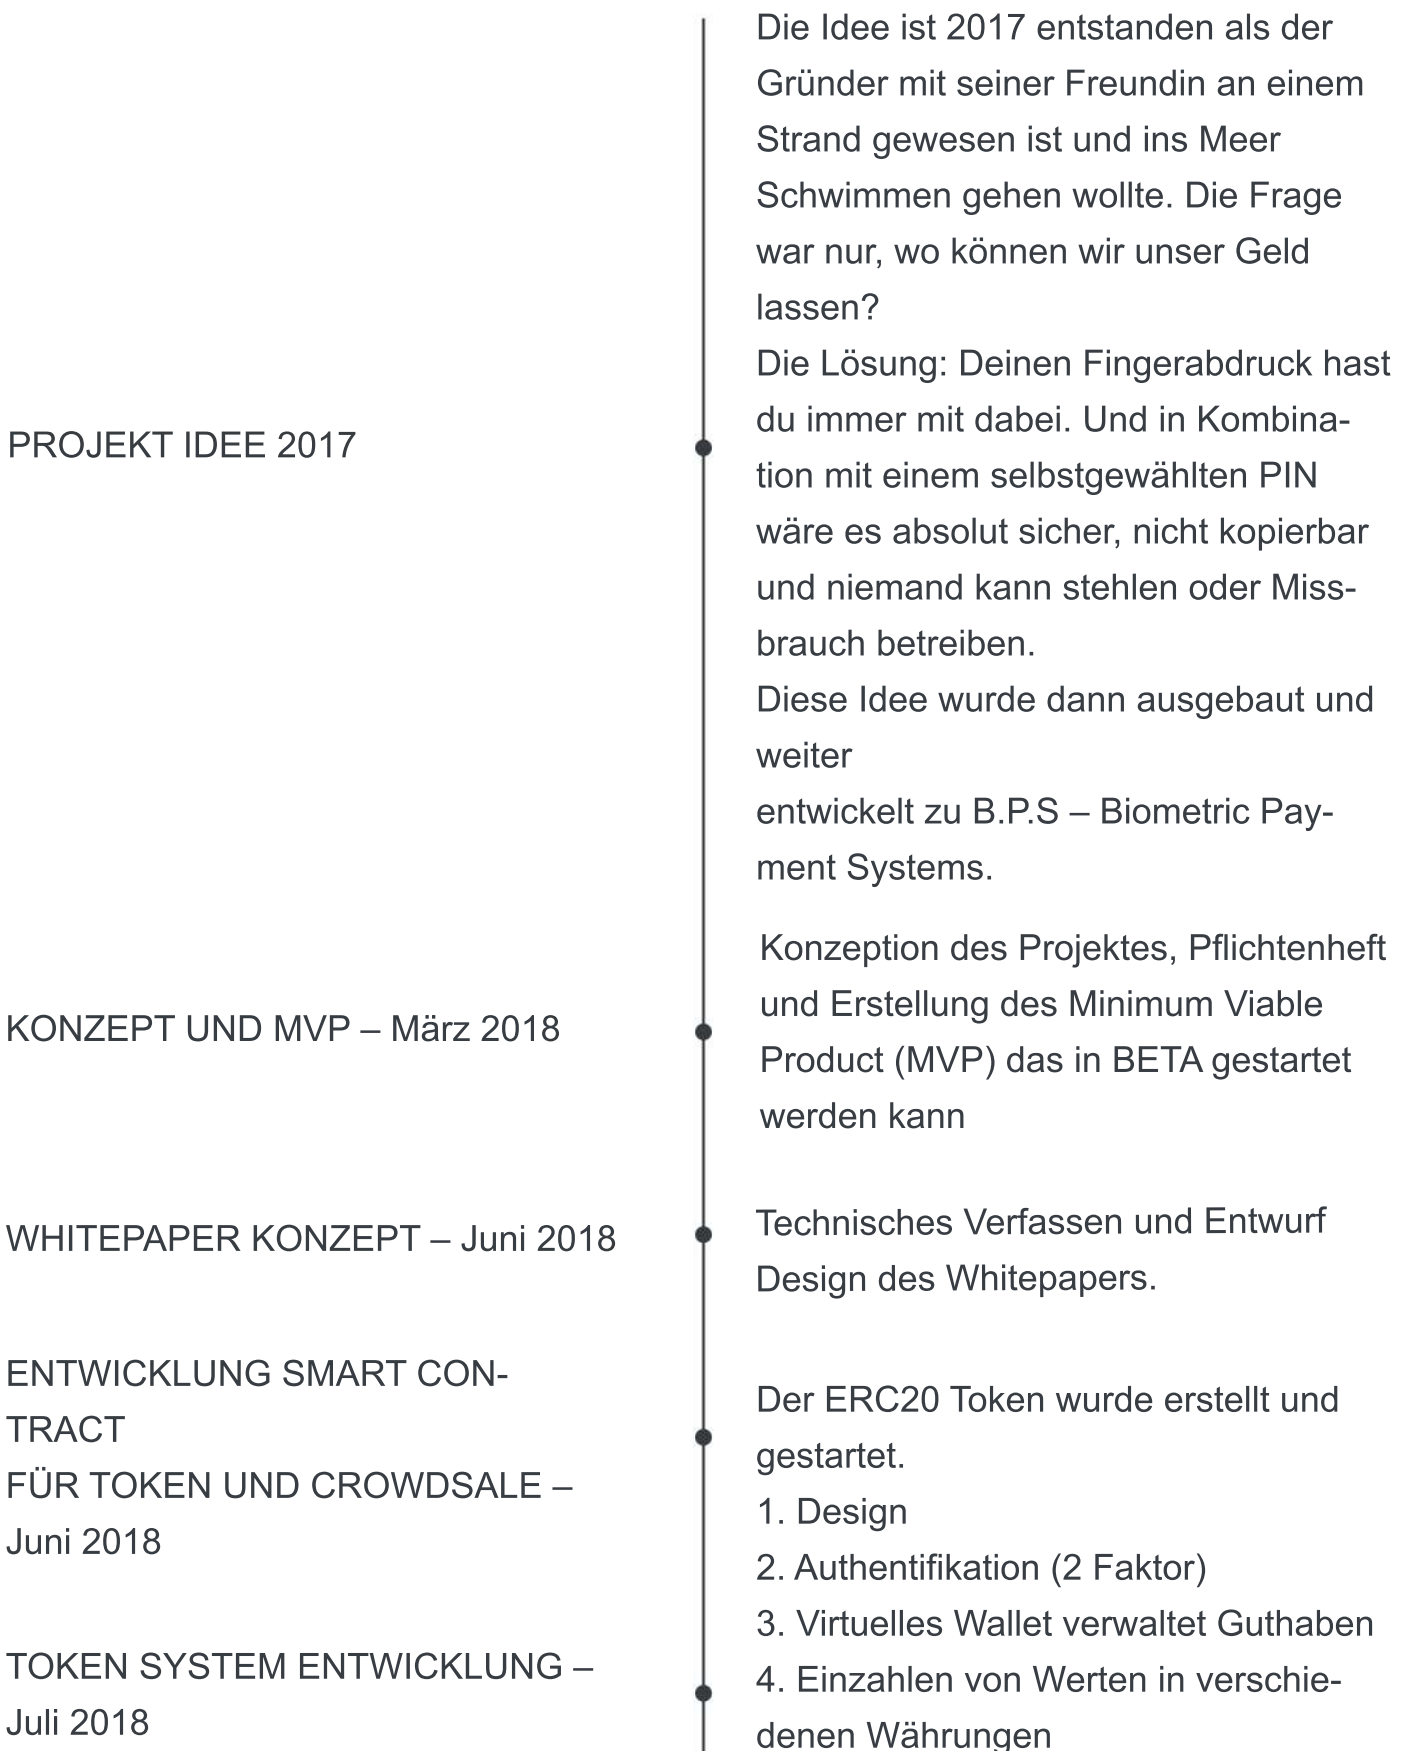 Die Idee ist 2017 entstanden als der
Gründer mit seiner Freundin an einem
Strand gewesen ist und ins Meer
Schwimmen gehen wollte. Die Frage
war nur, wo können wir unser Geld
lassen?
Die Lösung: Deinen Fingerabdruck hast
du immer mit dabei. Und in Kombina-
PROJEKT IDEE 2017
tion mit einem selbstgewählten PIN
wäre es absolut sicher, nicht kopierbar
und niemand kann stehlen oder Miss-
brauch betreiben.
Diese Idee wurde dann ausgebaut und
weiter
entwickelt zu B.P.S – Biometric Pay-
ment Systems.
KONZEPT UND MVP – März 2018
Konzeption des Projektes, Pflichtenheft
und Erstellung des Minimum Viable
Product (MVP) das in BETA gestartet
werden kann
WHITEPAPER KONZEPT – Juni 2018
Technisches Verfassen und Entwurf
Design des Whitepapers.
ENTWICKLUNG SMART CON-
TRACT
FÜR TOKEN UND CROWDSALE –
Juni 2018
Der ERC20 Token wurde erstellt und
gestartet.
1. Design
2. Authentifikation (2 Faktor)
3. Virtuelles Wallet verwaltet Guthaben
TOKEN SYSTEM ENTWICKLUNG –
Juli 2018
4. Einzahlen von Werten in verschie-
denen Währungen